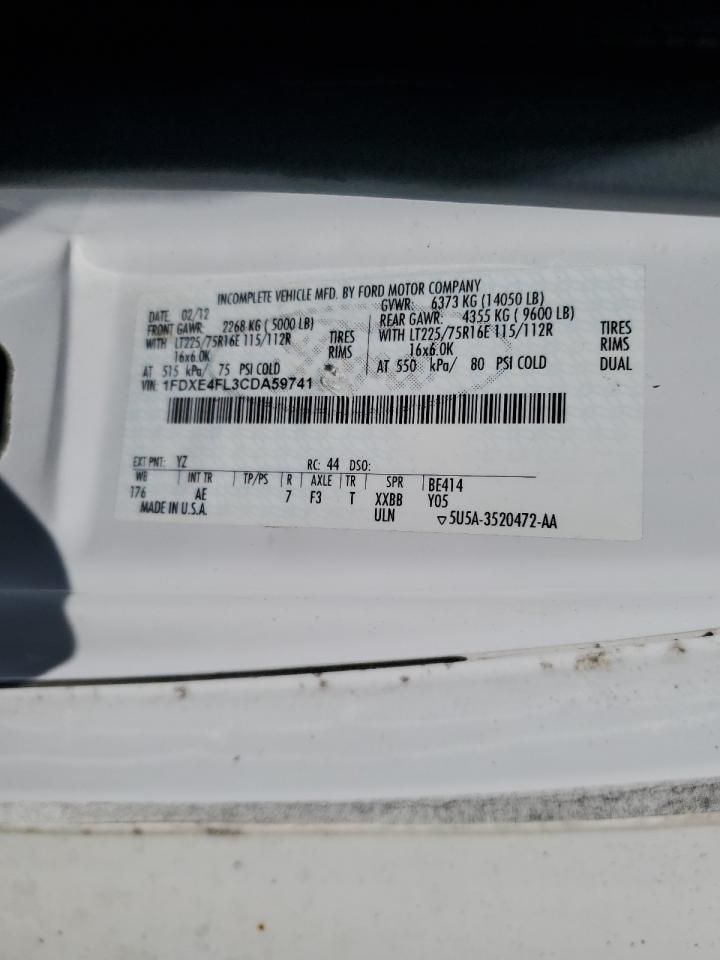 INCOMPLETE VEHICLE MFD. BY FORD MOTOR COMPANY
DATE: 02/12 GVWR: 6373 KG (14050 LB)
FRONT GAWR: 2268 KG (5000 LB) REAR GAWR: 4355 KG ( 9600 LB)
WITH LT225/75R16E 115/112R TIRES WITH LT225/75R16E 115/112R TIRES
16x6.0K RIMS 16x6.0K RIMS
AT 515 kPa/ 75 PSI COLD AT 550 kPa/ 80 PSI COLD DUAL
VIN: 1FDXE4FL3CDA59741
EXT PNT: YZ RC: 44 DSO:
WB INT TR TP/PS R AXLE TR SPR BE414
176 AE 7 F3 T XXBB Y05
MADE IN U.S.A. ULN ▽5U5A-3520472-AA